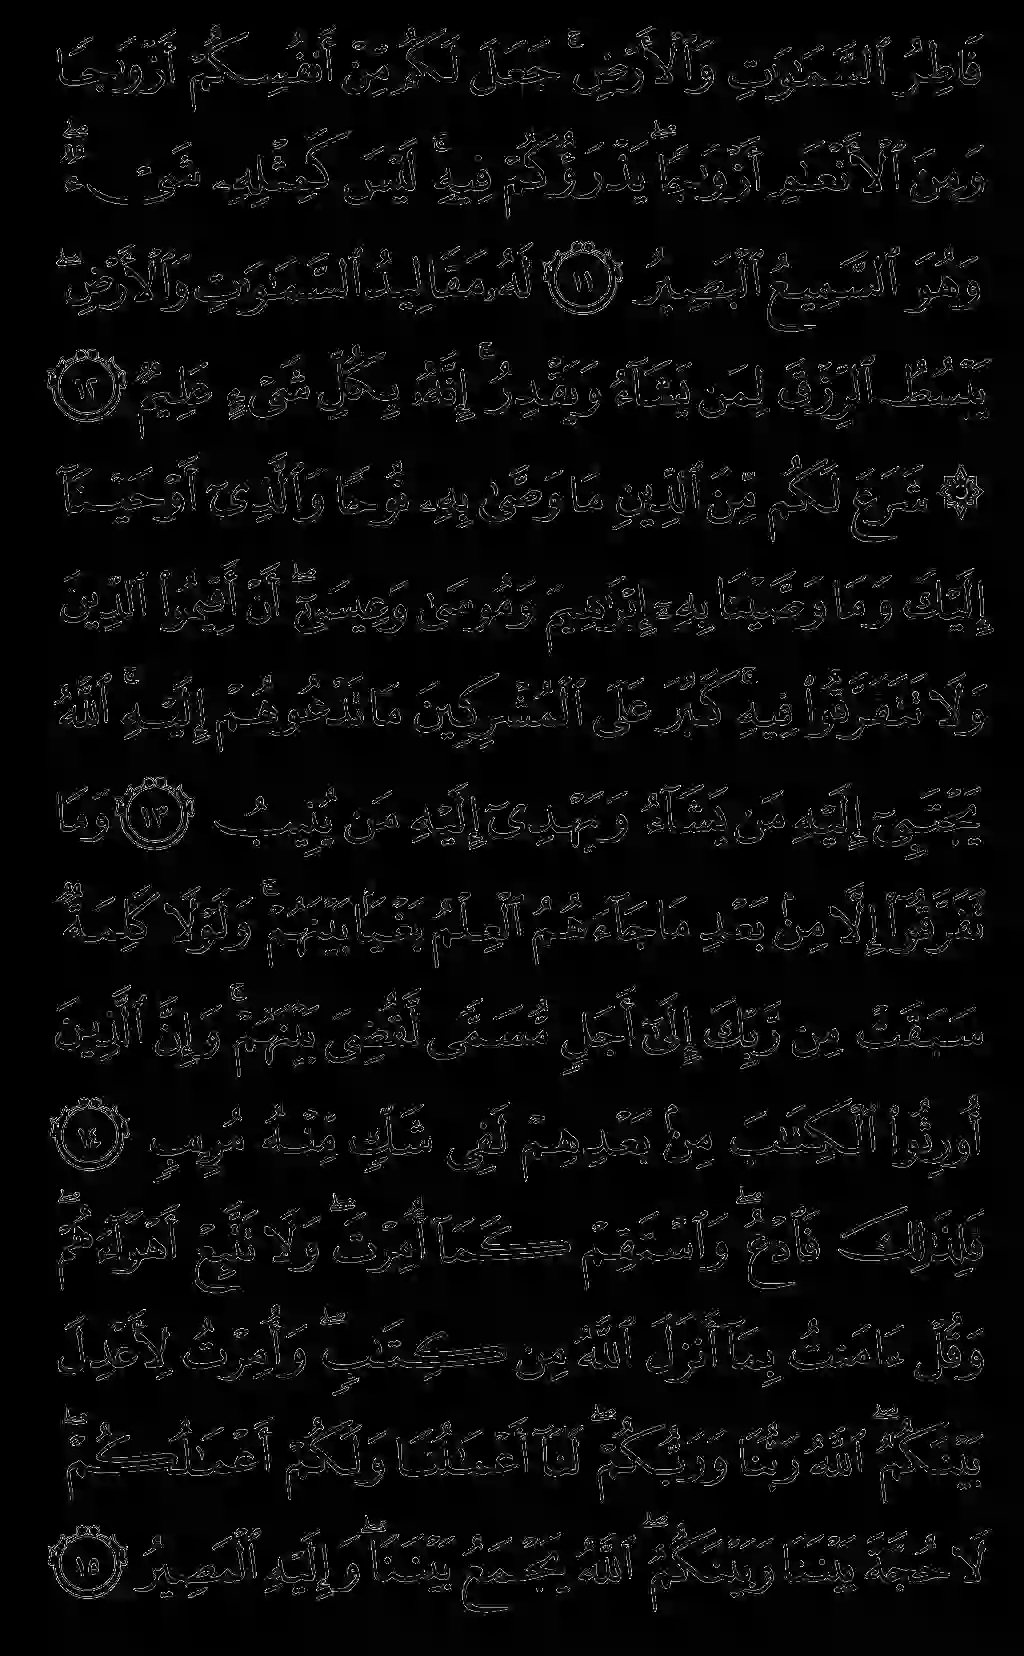 فَاطِرُ ٱلسَّمَٰوَٰتِ وَٱلْأَرْضِ ۚ جَعَلَ لَكُم مِّنْ أَنفُسِكُمْ أَزْوَٰجًا
وَمِنَ ٱلْأَنْعَٰمِ أَزْوَٰجًا ۖ يَذْرَؤُكُمْ فِيهِ ۚ لَيْسَ كَمِثْلِهِۦ شَىْءٌ ۖ
وَهُوَ ٱلسَّمِيعُ ٱلْبَصِيرُ ١١ لَهُۥ مَقَالِيدُ ٱلسَّمَٰوَٰتِ وَٱلْأَرْضِ ۖ
يَبْسُطُ ٱلرِّزْقَ لِمَن يَشَآءُ وَيَقْدِرُ ۚ إِنَّهُۥ بِكُلِّ شَىْءٍ عَلِيمٌ ١٢
۞ شَرَعَ لَكُم مِّنَ ٱلدِّينِ مَا وَصَّىٰ بِهِۦ نُوحًا وَٱلَّذِىٓ أَوْحَيْنَآ
إِلَيْكَ وَمَا وَصَّيْنَا بِهِۦٓ إِبْرَٰهِيمَ وَمُوسَىٰ وَعِيسَىٰٓ ۖ أَنْ أَقِيمُوا۟ ٱلدِّينَ
وَلَا تَتَفَرَّقُوا۟ فِيهِ ۚ كَبُرَ عَلَى ٱلْمُشْرِكِينَ مَا تَدْعُوهُمْ إِلَيْهِ ۚ ٱللَّهُ
يَجْتَبِىٓ إِلَيْهِ مَن يَشَآءُ وَيَهْدِىٓ إِلَيْهِ مَن يُنِيبُ ١٣ وَمَا
تَفَرَّقُوٓا۟ إِلَّا مِنۢ بَعْدِ مَا جَآءَهُمُ ٱلْعِلْمُ بَغْيًۢا بَيْنَهُمْ ۚ وَلَوْلَا كَلِمَةٌ
سَبَقَتْ مِن رَّبِّكَ إِلَىٰٓ أَجَلٍ مُّسَمًّى لَّقُضِىَ بَيْنَهُمْ ۚ وَإِنَّ ٱلَّذِينَ
أُورِثُوا۟ ٱلْكِتَٰبَ مِنۢ بَعْدِهِمْ لَفِى شَكٍّ مِّنْهُ مُرِيبٍ ١٤
فَلِذَٰلِكَ فَٱدْعُ ۖ وَٱسْتَقِمْ كَمَآ أُمِرْتَ ۖ وَلَا تَتَّبِعْ أَهْوَآءَهُمْ ۖ
وَقُلْ ءَامَنتُ بِمَآ أَنزَلَ ٱللَّهُ مِن كِتَٰبٍ ۖ وَأُمِرْتُ لِأَعْدِلَ
بَيْنَكُمُ ۖ ٱللَّهُ رَبُّنَا وَرَبُّكُمْ ۖ لَنَآ أَعْمَٰلُنَا وَلَكُمْ أَعْمَٰلُكُمْ ۖ
لَا حُجَّةَ بَيْنَنَا وَبَيْنَكُمُ ۖ ٱللَّهُ يَجْمَعُ بَيْنَنَا ۖ وَإِلَيْهِ ٱلْمَصِيرُ ١٥